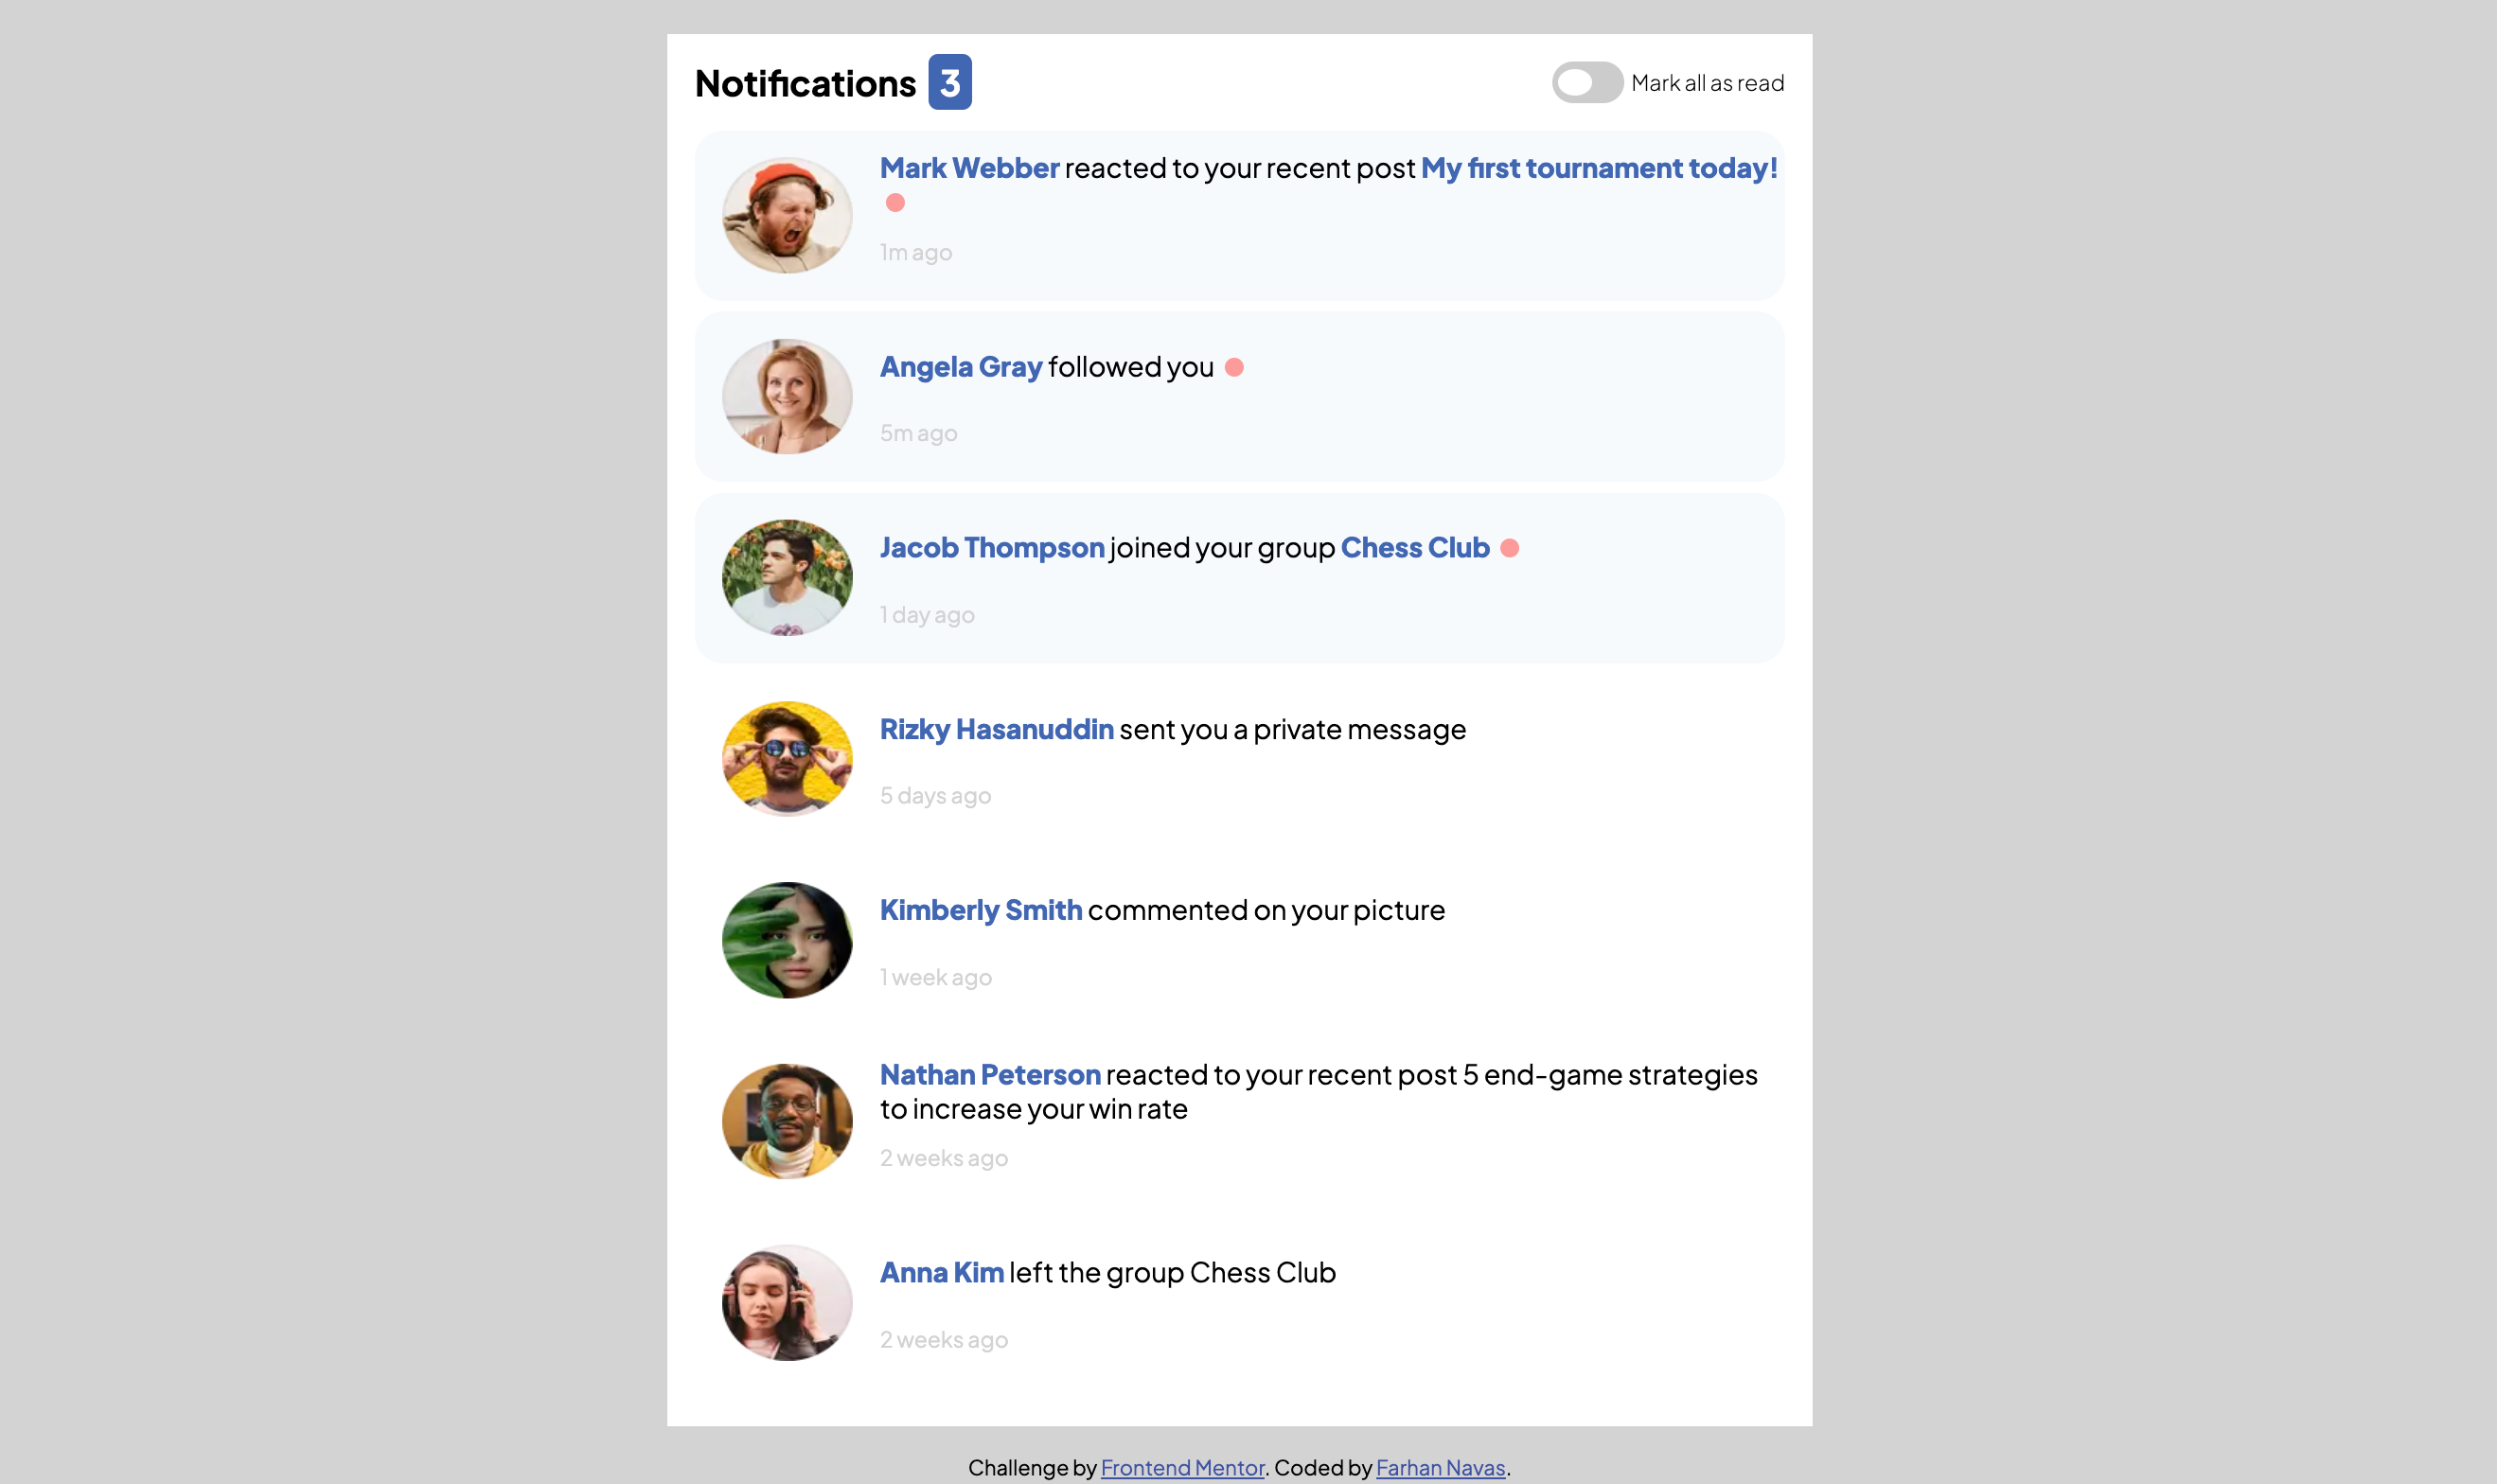 Notifications 3
Mark all as read
Mark Webber reacted to your recent post My first tournament today!
1m ago
Angela Gray followed you
5m ago
Jacob Thompson joined your group Chess Club
1 day ago
Rizky Hasanuddin sent you a private message
5 days ago
Kimberly Smith commented on your picture
1 week ago
Nathan Peterson reacted to your recent post 5 end-game strategies
to increase your win rate
2 weeks ago
Anna Kim left the group Chess Club
2 weeks ago
Challenge by Frontend Mentor. Coded by Farhan Navas.